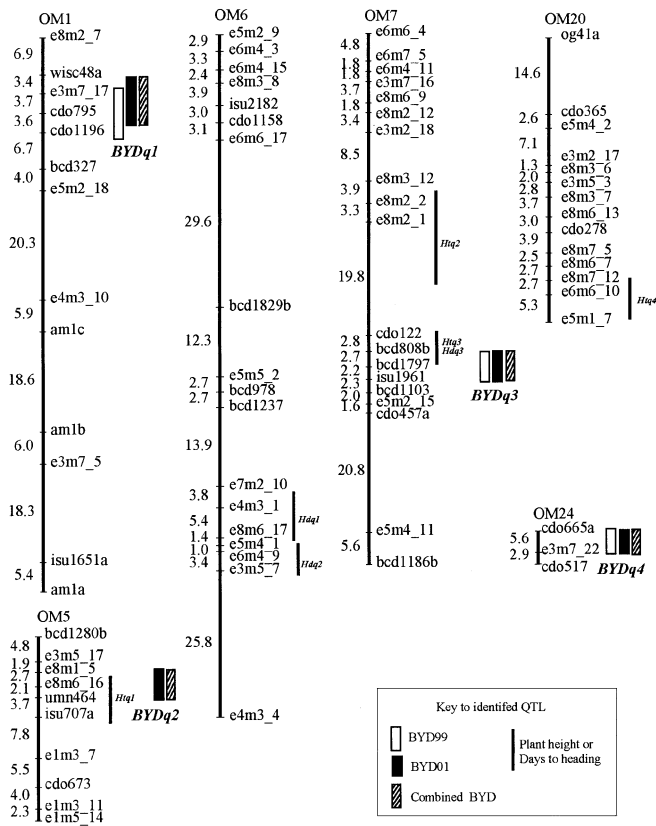 OM1
e8m2_7
6.9
wisc48a
3.4
e3m7_17
3.7
cdo795
3.6
cdo1196
6.7
bcd327
4.0
e5m2_18
20.3
e4m3_10
5.9
am1c
18.6
am1b
6.0
e3m7_5
18.3
isu1651a
5.4
am1a
BYDq1
OM5
bcd1280b
4.8
e3m5_17
1.9
e8m1_5
2.7
e8m6_16
2.1
umn464
3.7
isu707a
7.8
e1m3_7
5.5
cdo673
4.0
e1m3_11
2.3
e1m5_14
Htq1
BYDq2
OM6
e5m2_9
2.9
e6m4_3
3.3
e6m4_15
2.4
e8m3_8
3.9
isu2182
3.0
cdo1158
3.1
e6m6_17
29.6
bcd1829b
12.3
e5m5_2
2.7
bcd978
2.7
bcd1237
13.9
e7m2_10
3.8
e4m3_1
5.4
e8m6_17
1.4
e5m4_1
1.0
e6m4_9
3.4
e3m5_7
25.8
e4m3_4
Hdq1
Hdq2
OM7
e6m6_4
4.8
e6m7_5
1.8
e6m4_11
1.8
e3m7_16
3.7
e8m6_9
1.8
e8m2_12
3.4
e3m2_18
8.5
e8m3_12
3.9
e8m2_2
3.3
e8m2_1
19.8
cdo122
2.8
bcd808b
2.7
bcd1797
2.2
isu1961
2.3
bcd1103
2.0
e5m2_15
1.6
cdo457a
20.8
e5m4_11
5.6
bcd1186b
Htq2
Htq3
Hdq3
BYDq3
OM20
og41a
14.6
cdo365
2.6
e5m4_2
7.1
e3m2_17
1.3
e8m3_6
2.0
e3m5_3
2.8
e8m3_7
3.7
e8m6_13
3.0
cdo278
3.9
e8m7_5
2.5
e8m6_7
2.7
e8m7_12
2.7
e6m6_10
5.3
e5m1_7
Htq4
OM24
cdo665a
5.6
e3m7_22
2.9
cdo517
BYDq4
Key to identifed QTL
BYD99
BYD01
Combined BYD
Plant height or
Days to heading